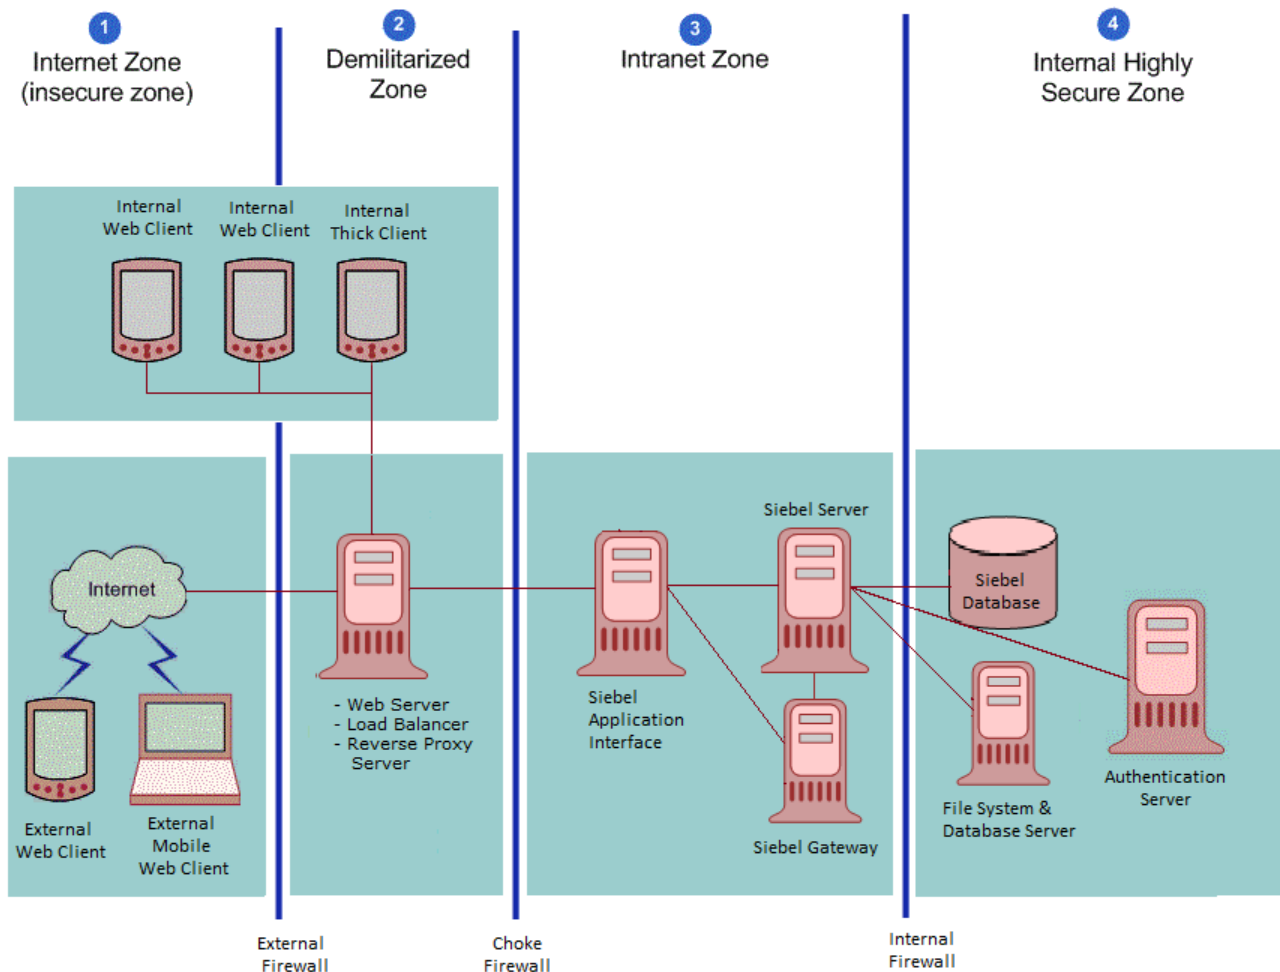 1
Internet Zone
(insecure zone)
2
Demilitarized
Zone
3
Intranet Zone
4
Internal Highly
Secure Zone
Internal
Web Client
Internal
Web Client
Internal
Thick Client
Internet
External
Web Client
External
Mobile
Web Client
- Web Server
- Load Balancer
- Reverse Proxy
Server
Siebel
Application
Interface
Siebel Server
Siebel Gateway
Siebel
Database
File System &
Database Server
Authentication
Server
External
Firewall
Choke
Firewall
Internal
Firewall